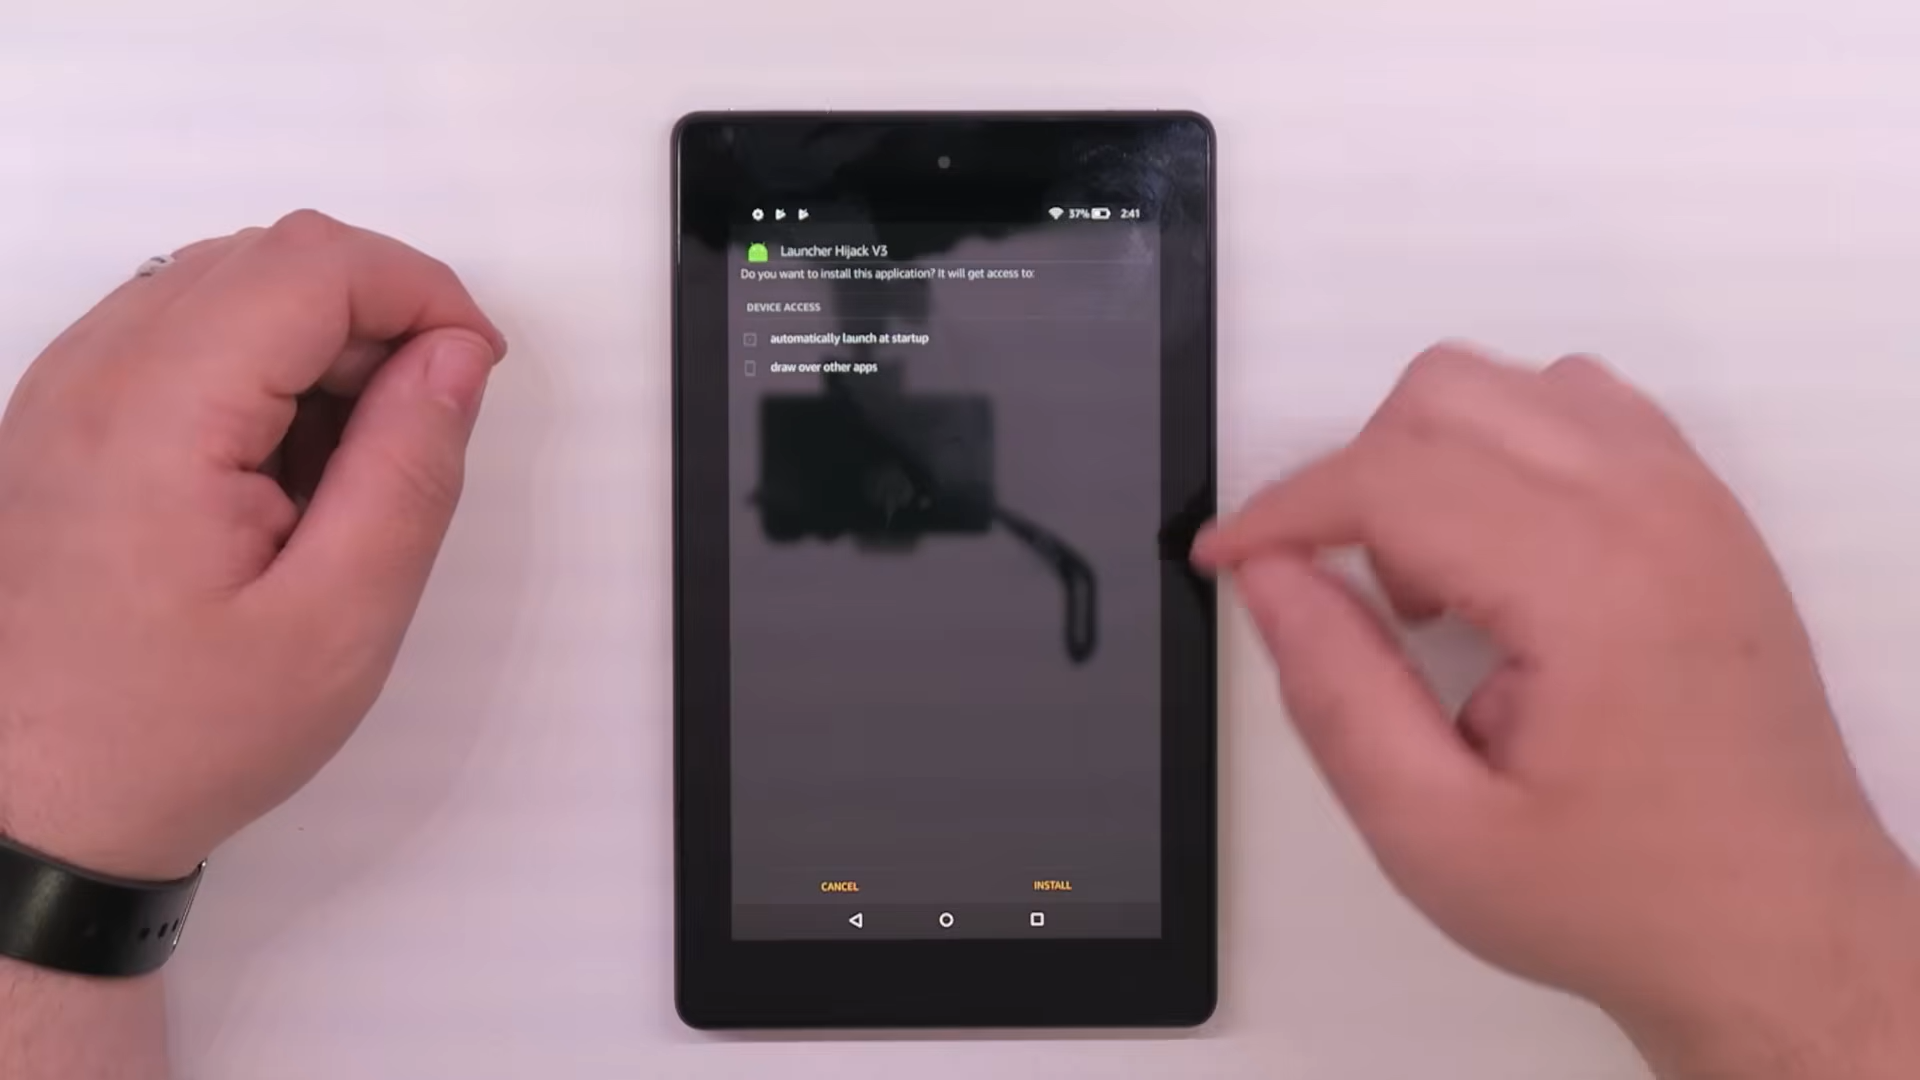 37% 2:41
Launcher Hijack V3
Do you want to install this application? It will get access to:
DEVICE ACCESS
automatically launch at startup
draw over other apps
CANCEL INSTALL